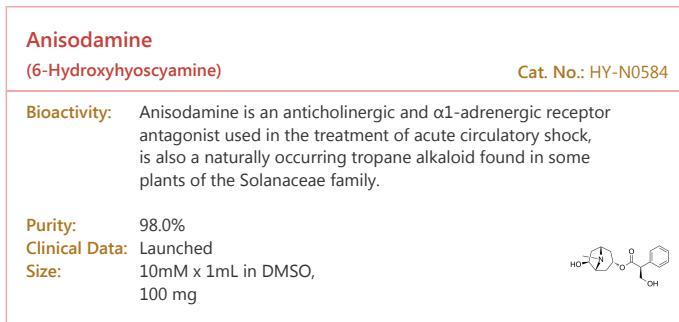 Anisodamine
(6-Hydroxyhyoscyamine) Cat. No.: HY-N0584
Bioactivity: Anisodamine is an anticholinergic and α1-adrenergic receptor
antagonist used in the treatment of acute circulatory shock,
is also a naturally occurring tropane alkaloid found in some
plants of the Solanaceae family.
Purity: 98.0%
Clinical Data: Launched
Size: 10mM x 1mL in DMSO,
100 mg
HO N O O OH